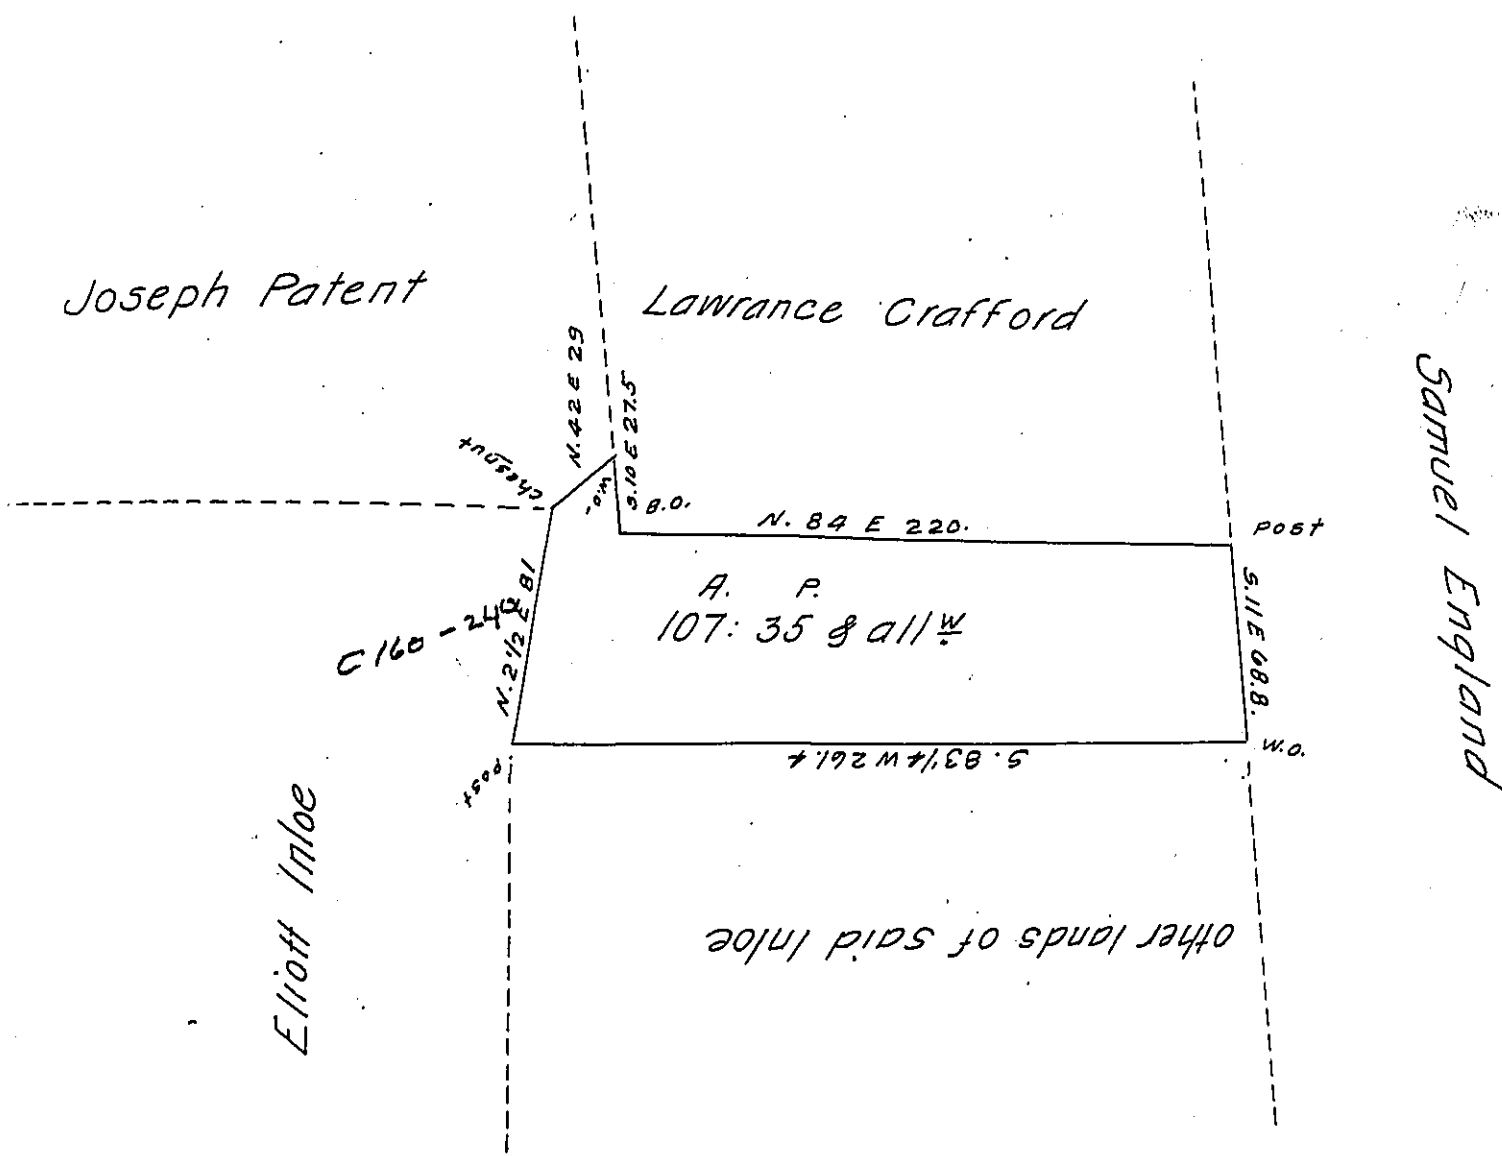 Joseph Patent
Lawrance Crafford
Samuel England
N. 42 E 29
S. 10 E 27.5
chesnut
w.o.
B.O.
N. 84 E 220.
Post
A. P.
107: 35 & all w
N. 2 1/2 E 81
C 160 - 240
S. 11 E 68.8.
W.O.
S. 83 1/4 W 261.4
post
Eliott Inloe
other lands of said Inloe